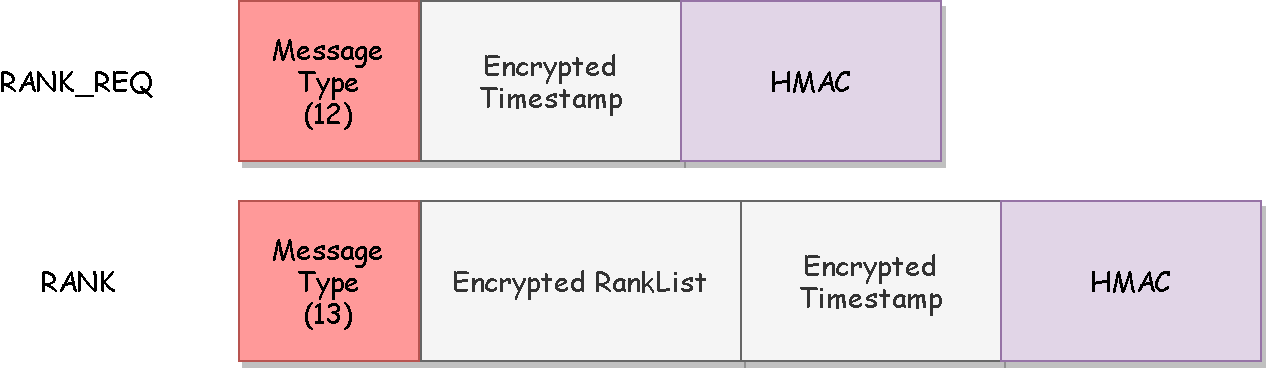 RANK_REQ
Message
Type
(12)
Encrypted
Timestamp
HMAC
RANK
Message
Type
(13)
Encrypted RankList
Encrypted
Timestamp
HMAC